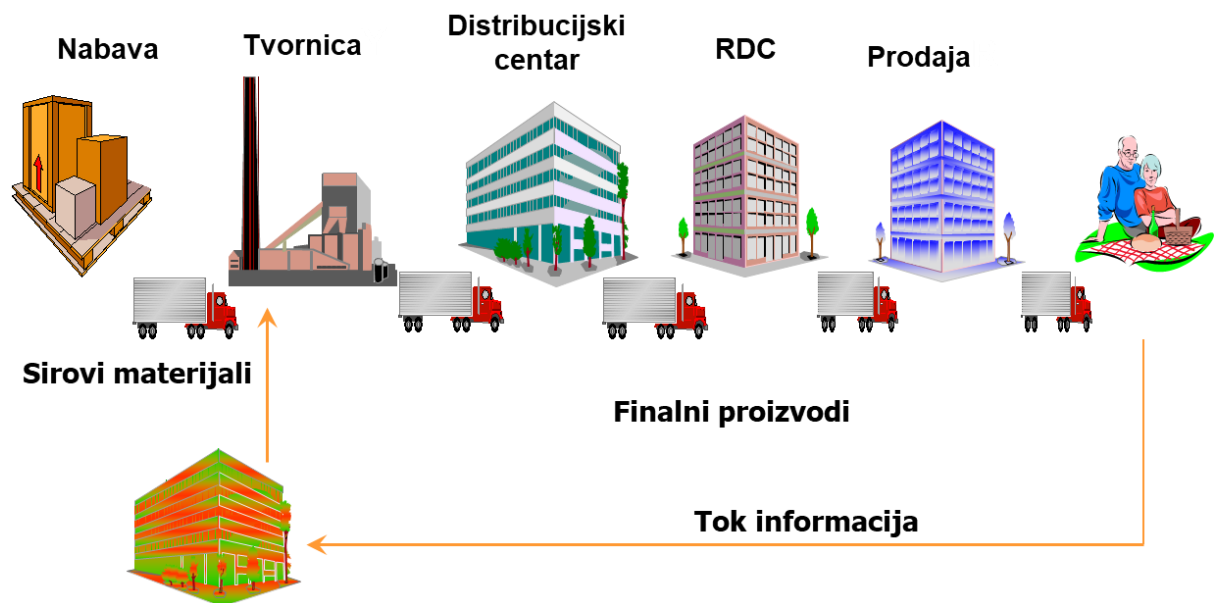 Nabava
Tvornica
Distribucijski
centar
RDC
Prodaja
Sirovi materijali
Finalni proizvodi
Tok informacija